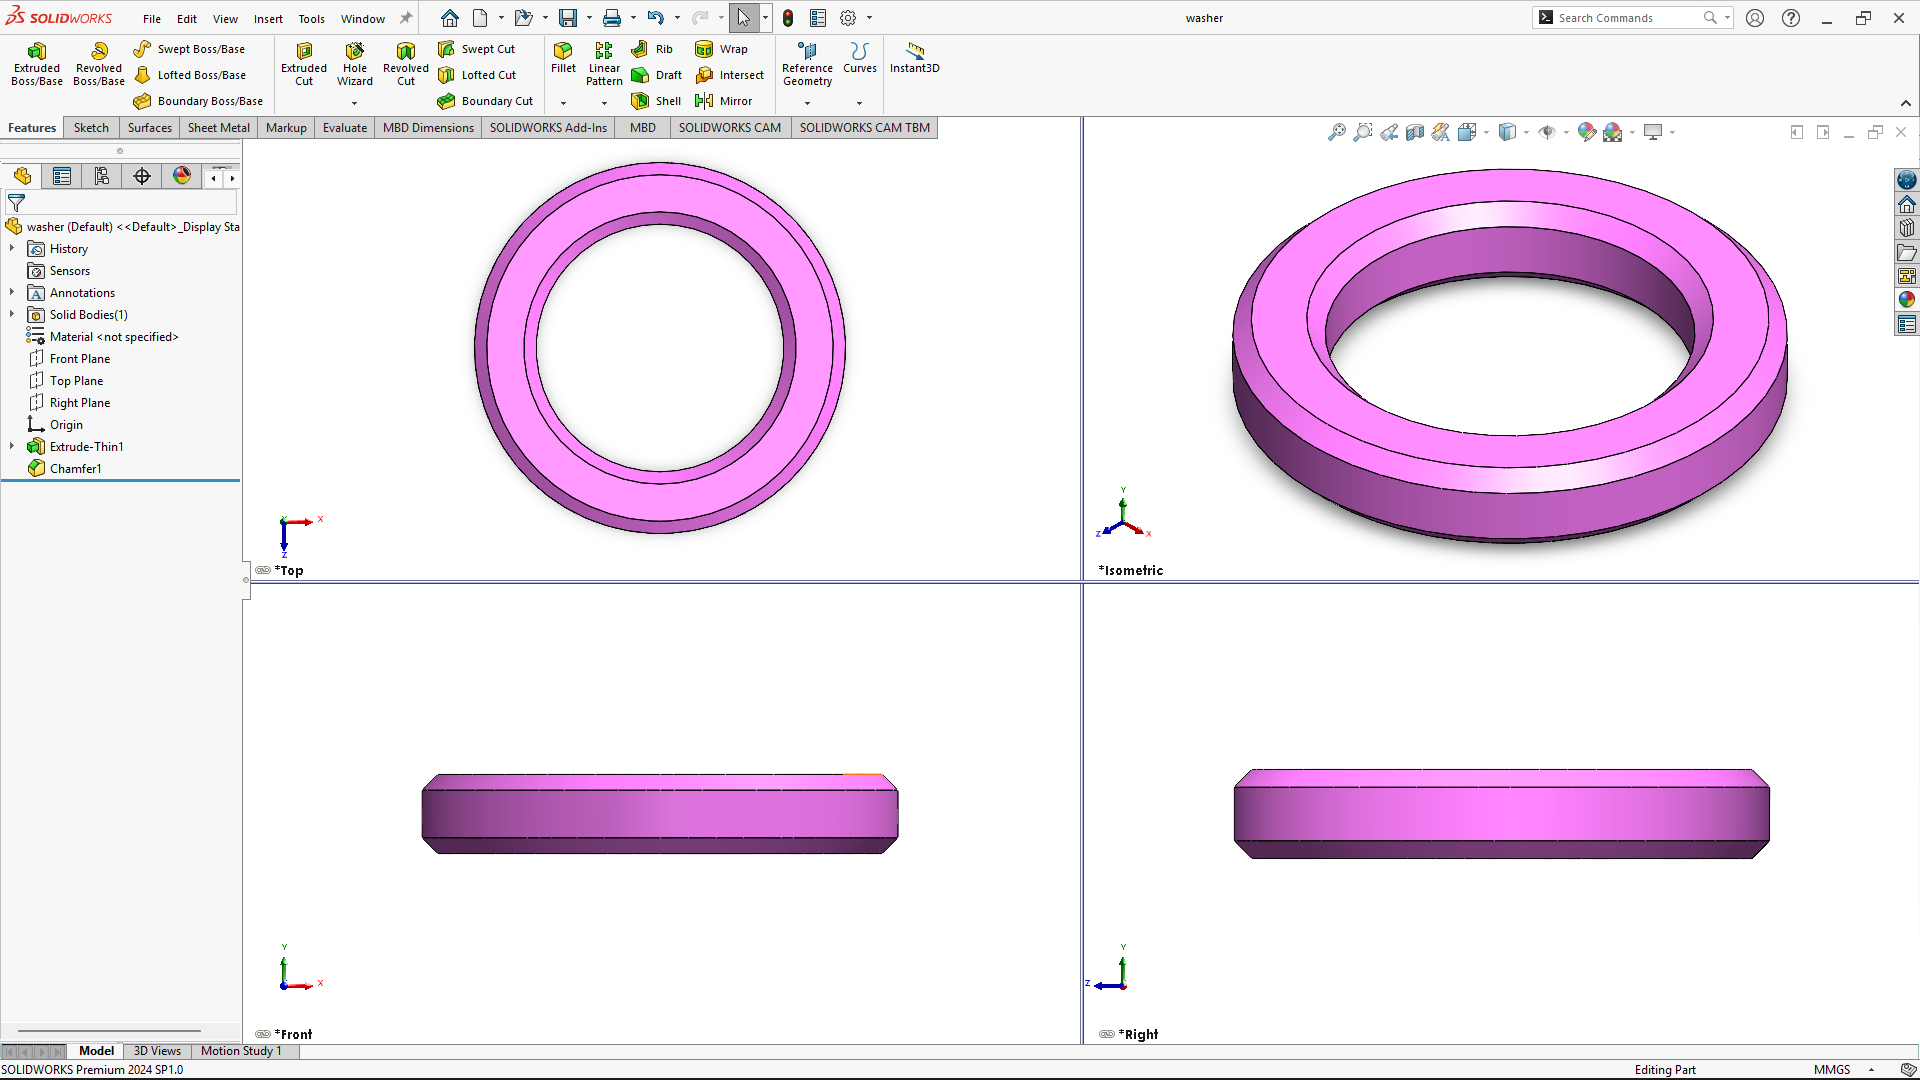 SOLIDWORKS File Edit View Insert Tools Window washer Search Commands
Extruded Boss/Base
Revolved Boss/Base
Swept Boss/Base
Lofted Boss/Base
Boundary Boss/Base
Extruded Cut
Hole Wizard
Revolved Cut
Swept Cut
Lofted Cut
Boundary Cut
Fillet
Linear Pattern
Rib
Draft
Shell
Wrap
Intersect
Mirror
Reference Geometry
Curves
Instant3D
Features Sketch Surfaces Sheet Metal Markup Evaluate MBD Dimensions SOLIDWORKS Add-Ins MBD SOLIDWORKS CAM SOLIDWORKS CAM TBM
washer (Default) <<Default>_Display Sta
History
Sensors
Annotations
Solid Bodies(1)
Material <not specified>
Front Plane
Top Plane
Right Plane
Origin
Extrude-Thin1
Chamfer1
X
Z
*Top
Y
Z
X
*Isometric
Y
X
*Front
Y
Z
*Right
Model 3D Views Motion Study 1
SOLIDWORKS Premium 2024 SP1.0 Editing Part MMGS